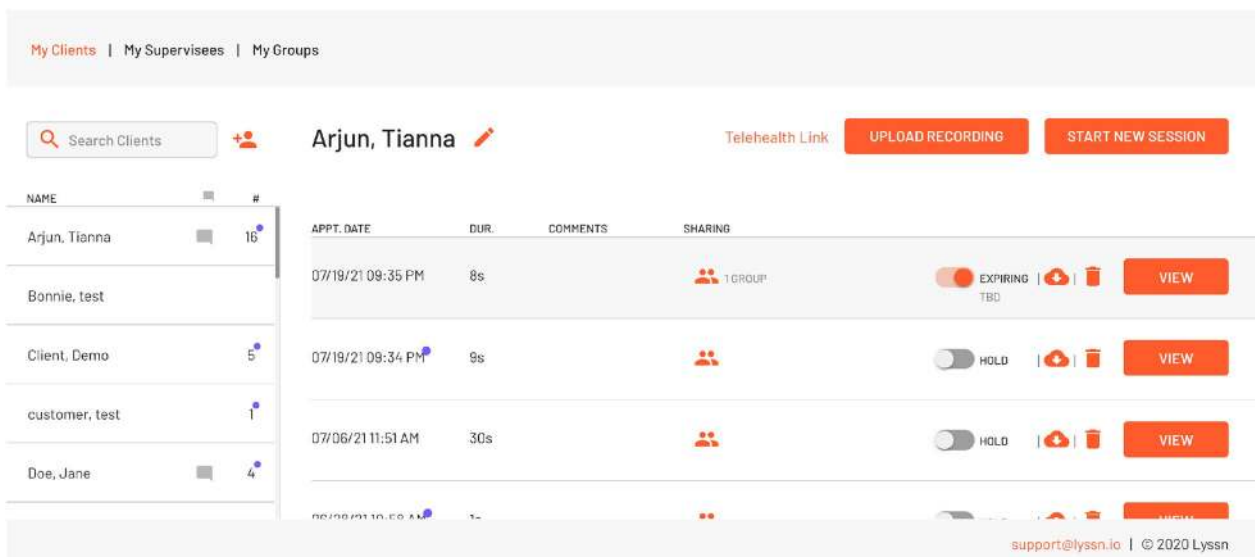 My Clients | My Supervisees | My Groups
Search Clients
Arjun, Tianna
Telehealth Link
UPLOAD RECORDING
START NEW SESSION
NAME #
Arjun, Tianna 16
Bonnie, test
Client, Demo 5
customer, test 1
Doe, Jane 4
APPT. DATE DUR. COMMENTS SHARING
07/19/21 09:35 PM 8s 1 GROUP EXPIRING | | VIEW
TBD
07/19/21 09:34 PM 9s HOLD | | VIEW
07/06/21 11:51 AM 30s HOLD | | VIEW
support@lyssn.io | © 2020 Lyssn